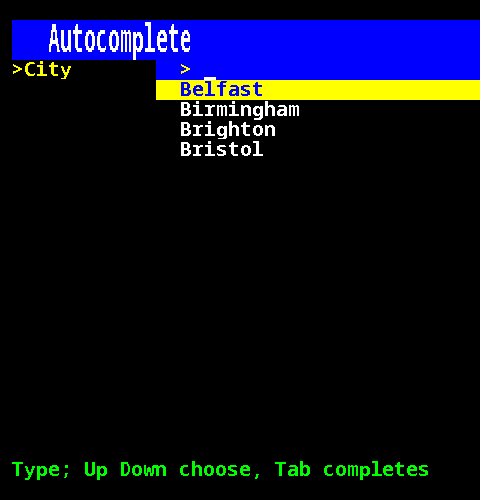 Autocomplete
>City > _
Belfast
Birmingham
Brighton
Bristol
Type; Up Down choose, Tab completes